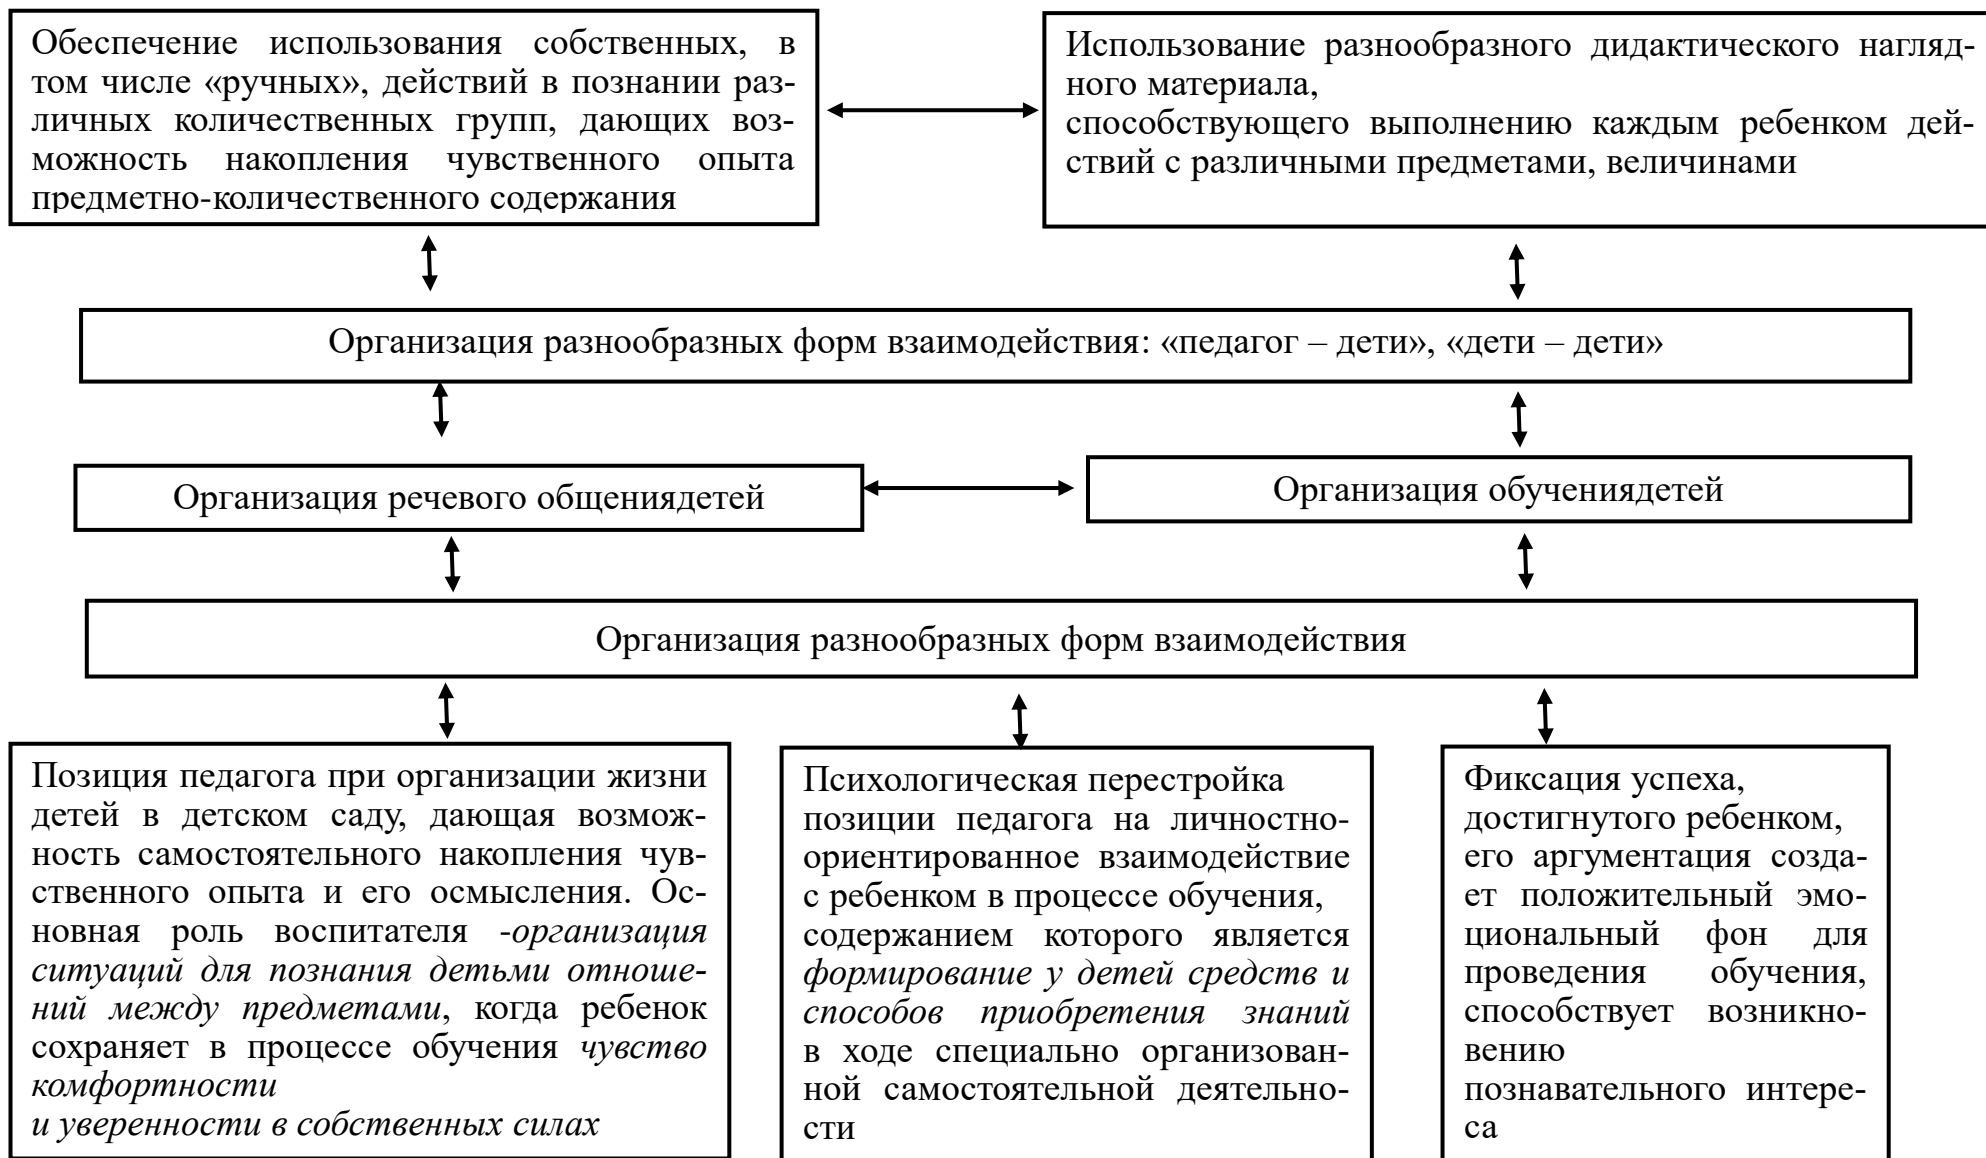 Обеспечение использования собственных, в
том числе «ручных», действий в познании раз-
личных количественных групп, дающих воз-
можность накопления чувственного опыта
предметно-количественного содержания
Использование разнообразного дидактического нагляд-
ного материала,
способствующего выполнению каждым ребенком дей-
ствий с различными предметами, величинами
Организация разнообразных форм взаимодействия: «педагог – дети», «дети – дети»
Организация речевого общениядетей
Организация обучениядетей
Организация разнообразных форм взаимодействия
Позиция педагога при организации жизни
детей в детском саду, дающая возмож-
ность самостоятельного накопления чув-
ственного опыта и его осмысления. Ос-
новная роль воспитателя -организация
ситуаций для познания детьми отноше-
ний между предметами, когда ребенок
сохраняет в процессе обучения чувство
комфортности
и уверенности в собственных силах
Психологическая перестройка
позиции педагога на личностно-
ориентированное взаимодействие
с ребенком в процессе обучения,
содержанием которого является
формирование у детей средств и
способов приобретения знаний
в ходе специально организован-
ной самостоятельной деятельно-
сти
Фиксация успеха,
достигнутого ребенком,
его аргументация созда-
ет положительный эмо-
циональный фон для
проведения обучения,
способствует возникно-
вению
познавательного интере-
са